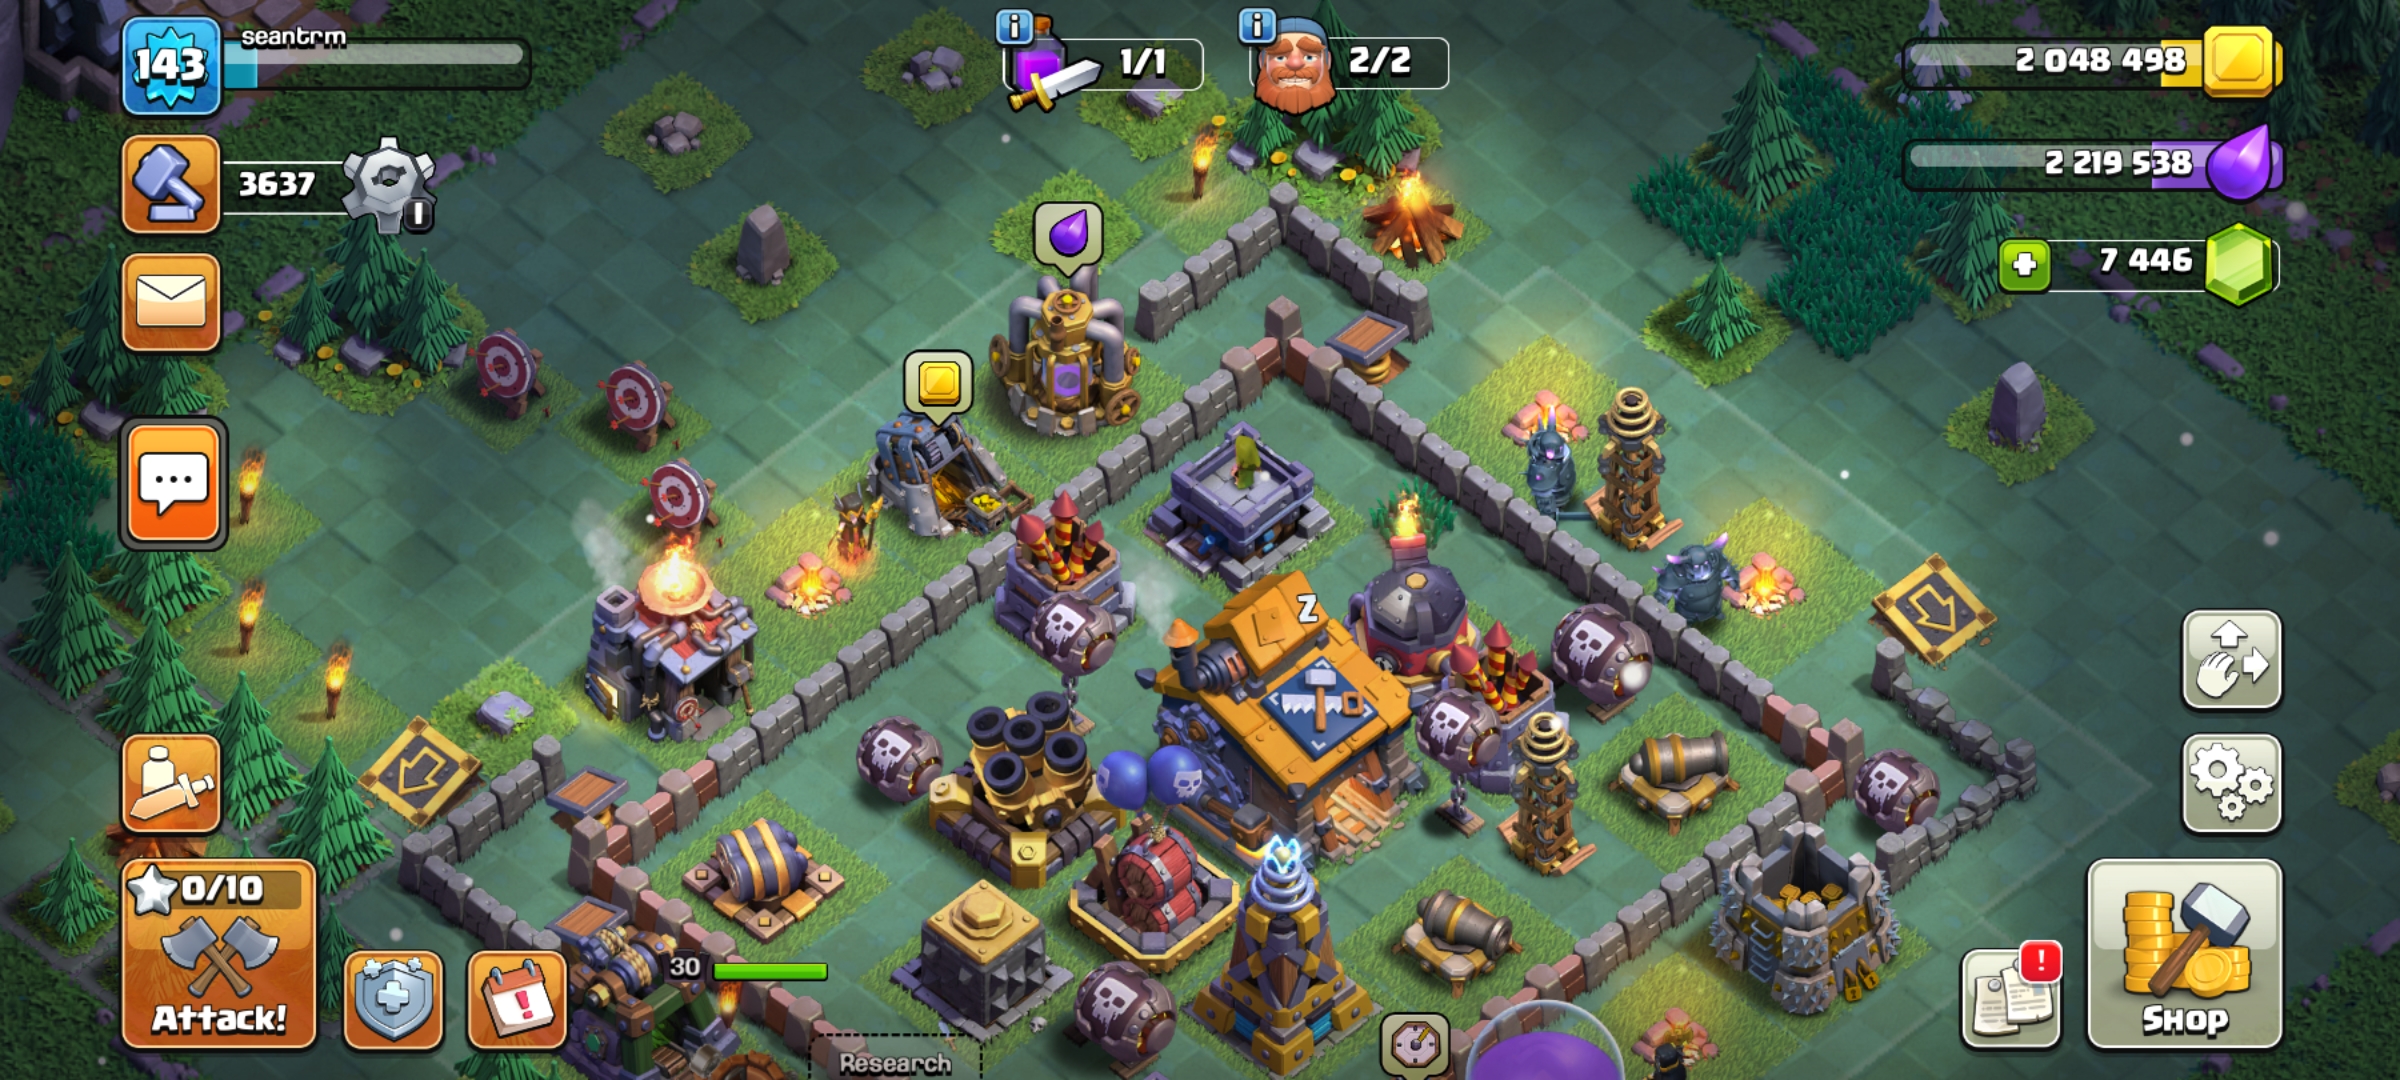 143
seantrm
1/1
2/2
2 048 498
3637
I
2 219 538
7 446
Z
0/10
Attack!
30
Research
!
Shop